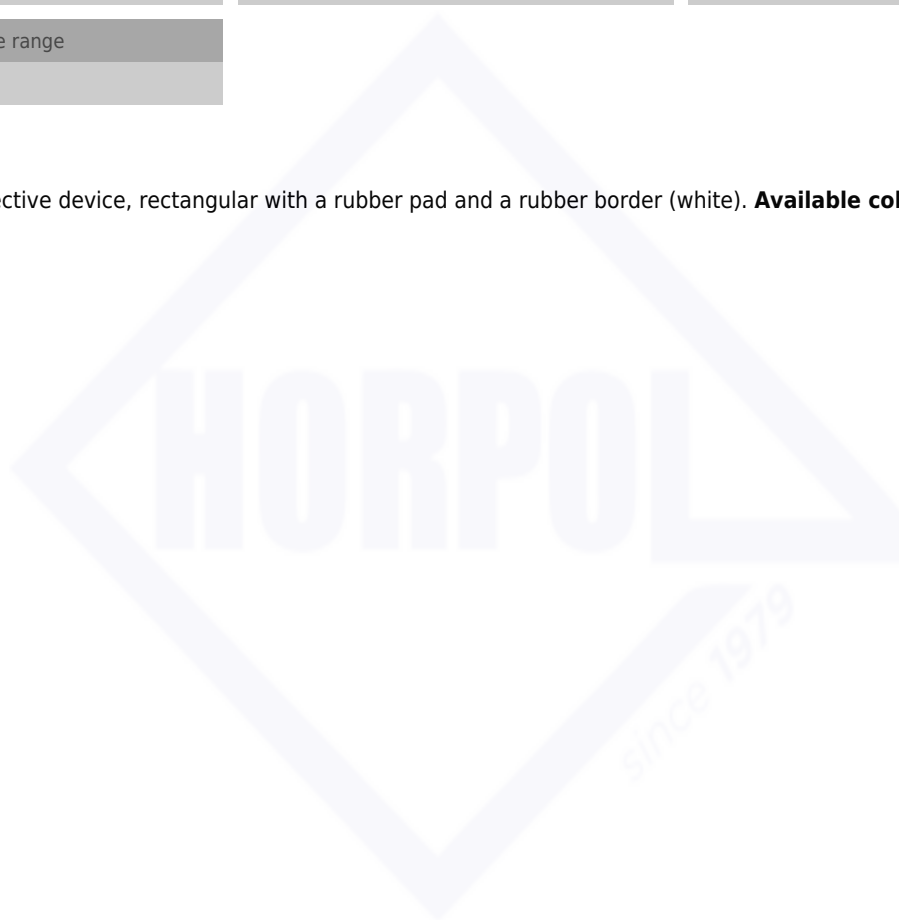 e range
ective device, rectangular with a rubber pad and a rubber border (white). Available col
HORPOL
since 1979